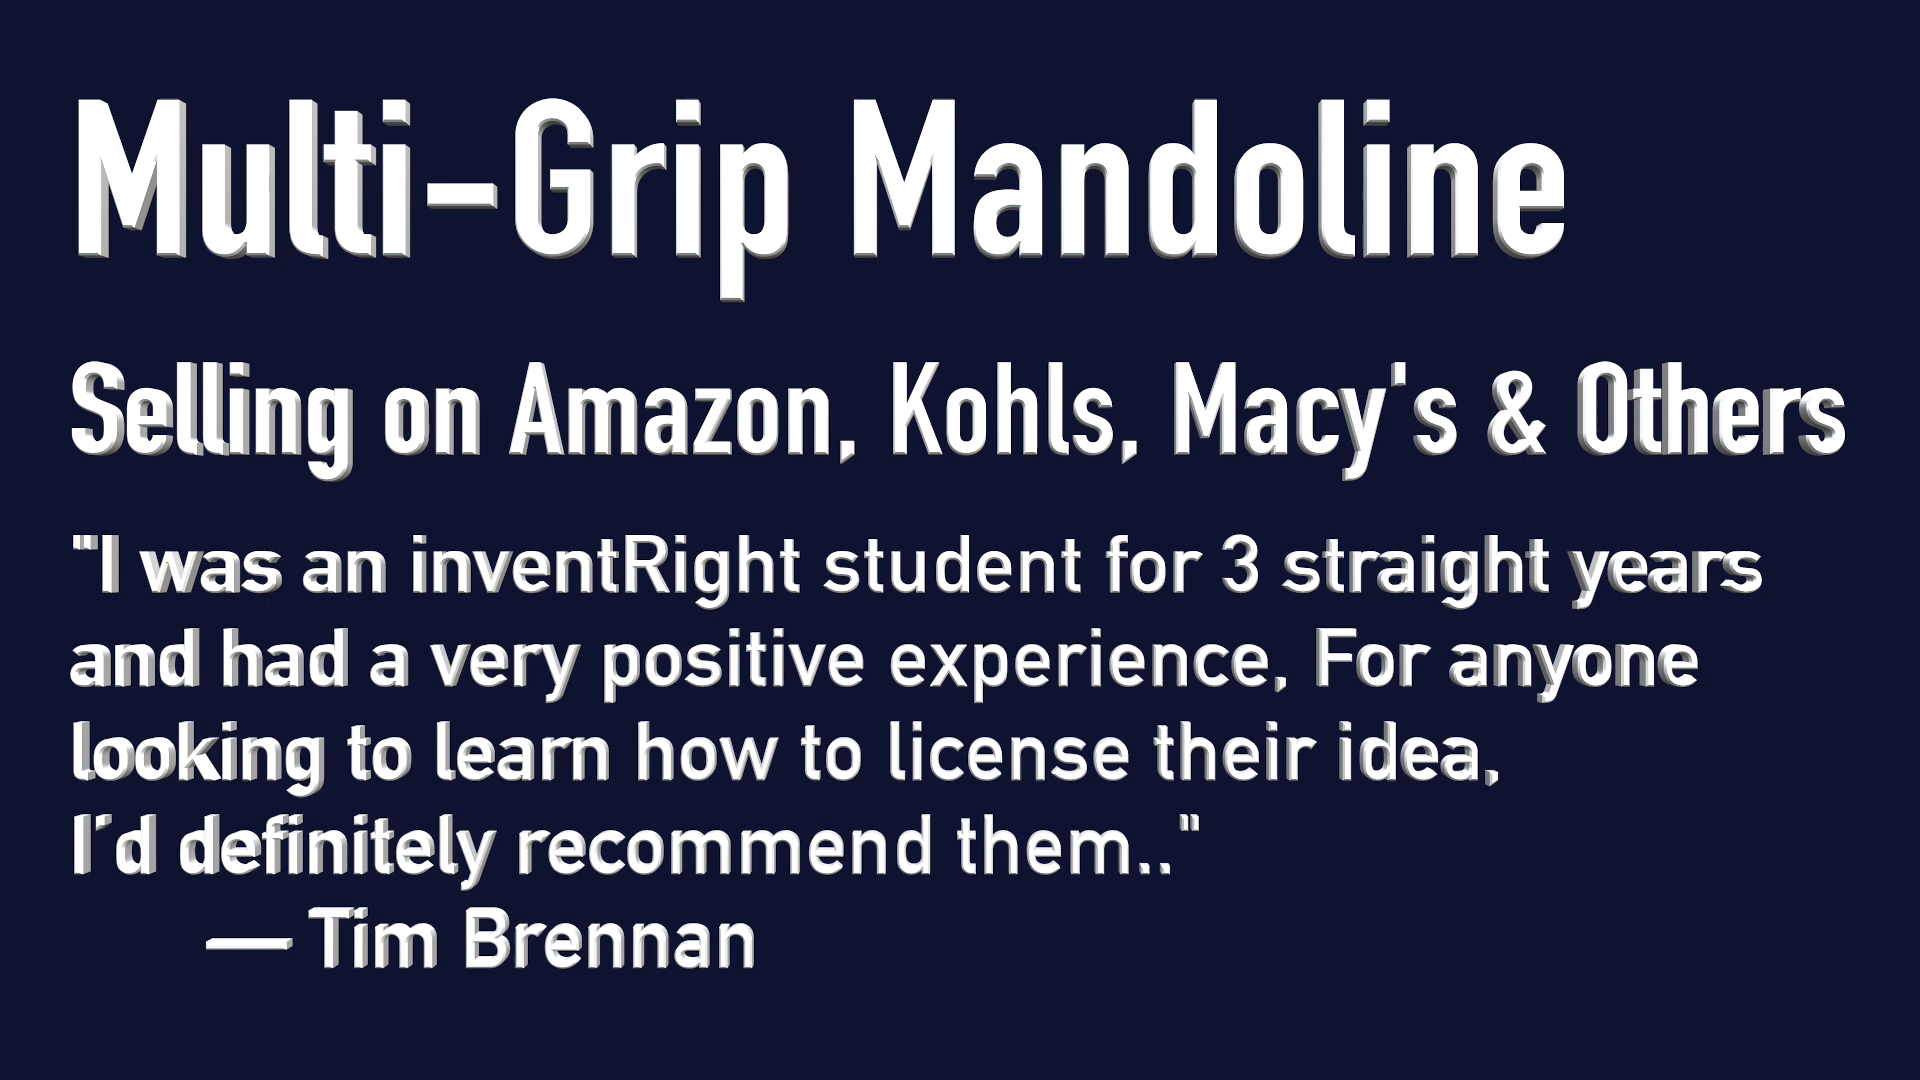 Multi-Grip Mandoline
Selling on Amazon, Kohls, Macy's & Others
"I was an inventRight student for 3 straight years
and had a very positive experience, For anyone
looking to learn how to license their idea,
I´d definitely recommend them.."
— Tim Brennan